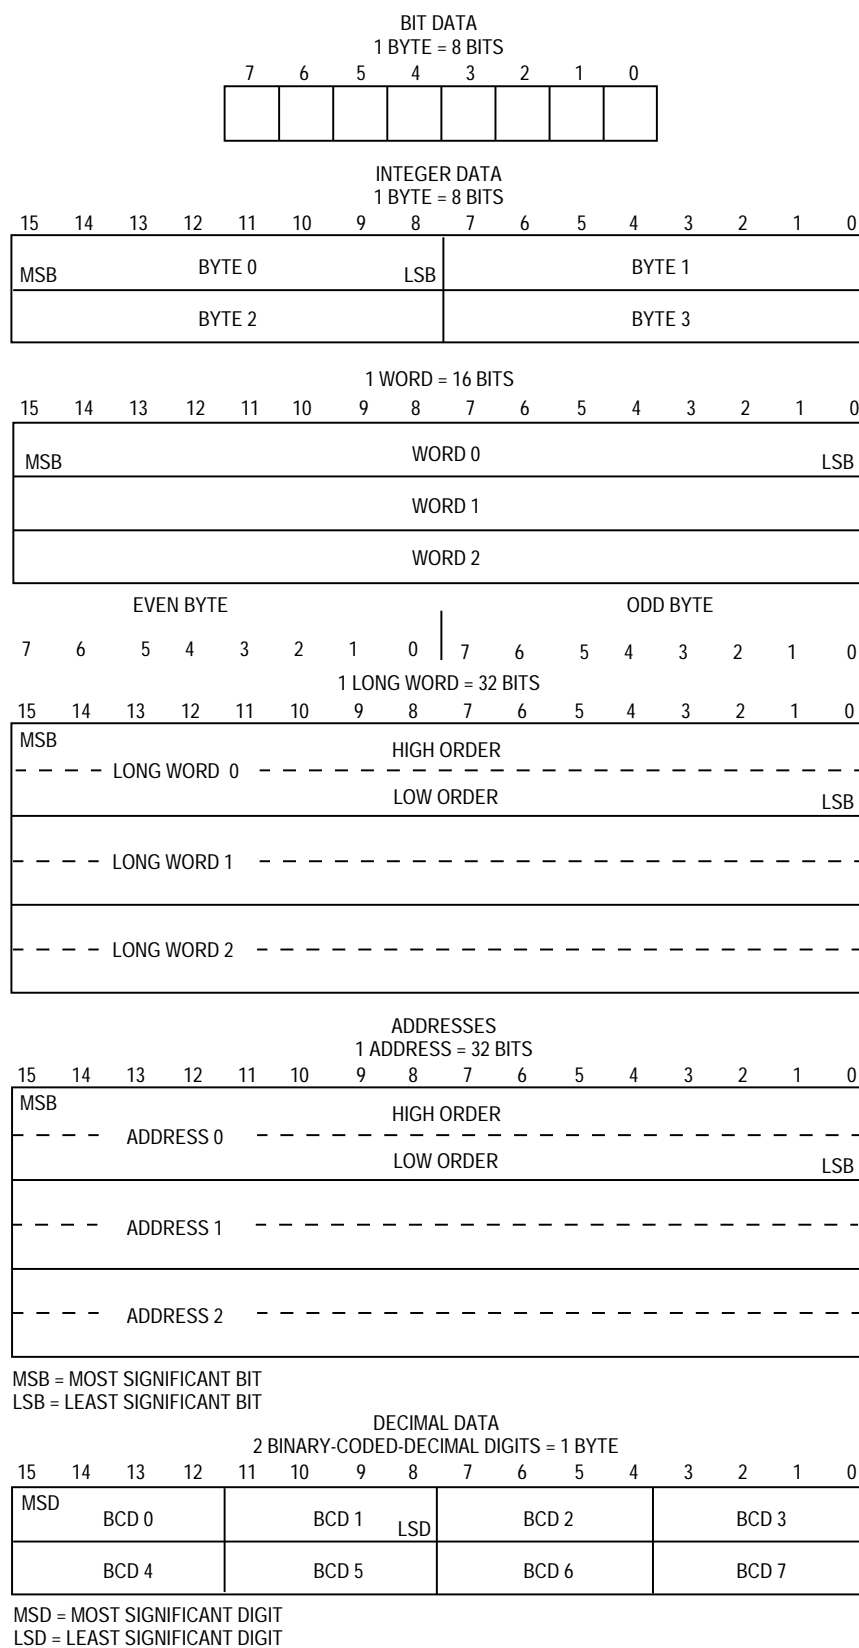 BIT DATA
1 BYTE = 8 BITS
7 6 5 4 3 2 1 0
INTEGER DATA
1 BYTE = 8 BITS
15 14 13 12 11 10 9 8 7 6 5 4 3 2 1 0
MSB BYTE 0 LSB BYTE 1
BYTE 2 BYTE 3
1 WORD = 16 BITS
15 14 13 12 11 10 9 8 7 6 5 4 3 2 1 0
MSB WORD 0 LSB
WORD 1
WORD 2
EVEN BYTE ODD BYTE
7 6 5 4 3 2 1 0 7 6 5 4 3 2 1 0
1 LONG WORD = 32 BITS
15 14 13 12 11 10 9 8 7 6 5 4 3 2 1 0
MSB HIGH ORDER
LONG WORD 0
LOW ORDER LSB
LONG WORD 1
LONG WORD 2
ADDRESSES
1 ADDRESS = 32 BITS
15 14 13 12 11 10 9 8 7 6 5 4 3 2 1 0
MSB HIGH ORDER
ADDRESS 0
LOW ORDER LSB
ADDRESS 1
ADDRESS 2
MSB = MOST SIGNIFICANT BIT
LSB = LEAST SIGNIFICANT BIT
DECIMAL DATA
2 BINARY-CODED-DECIMAL DIGITS = 1 BYTE
15 14 13 12 11 10 9 8 7 6 5 4 3 2 1 0
MSD BCD 0 BCD 1 LSD BCD 2 BCD 3
BCD 4 BCD 5 BCD 6 BCD 7
MSD = MOST SIGNIFICANT DIGIT
LSD = LEAST SIGNIFICANT DIGIT